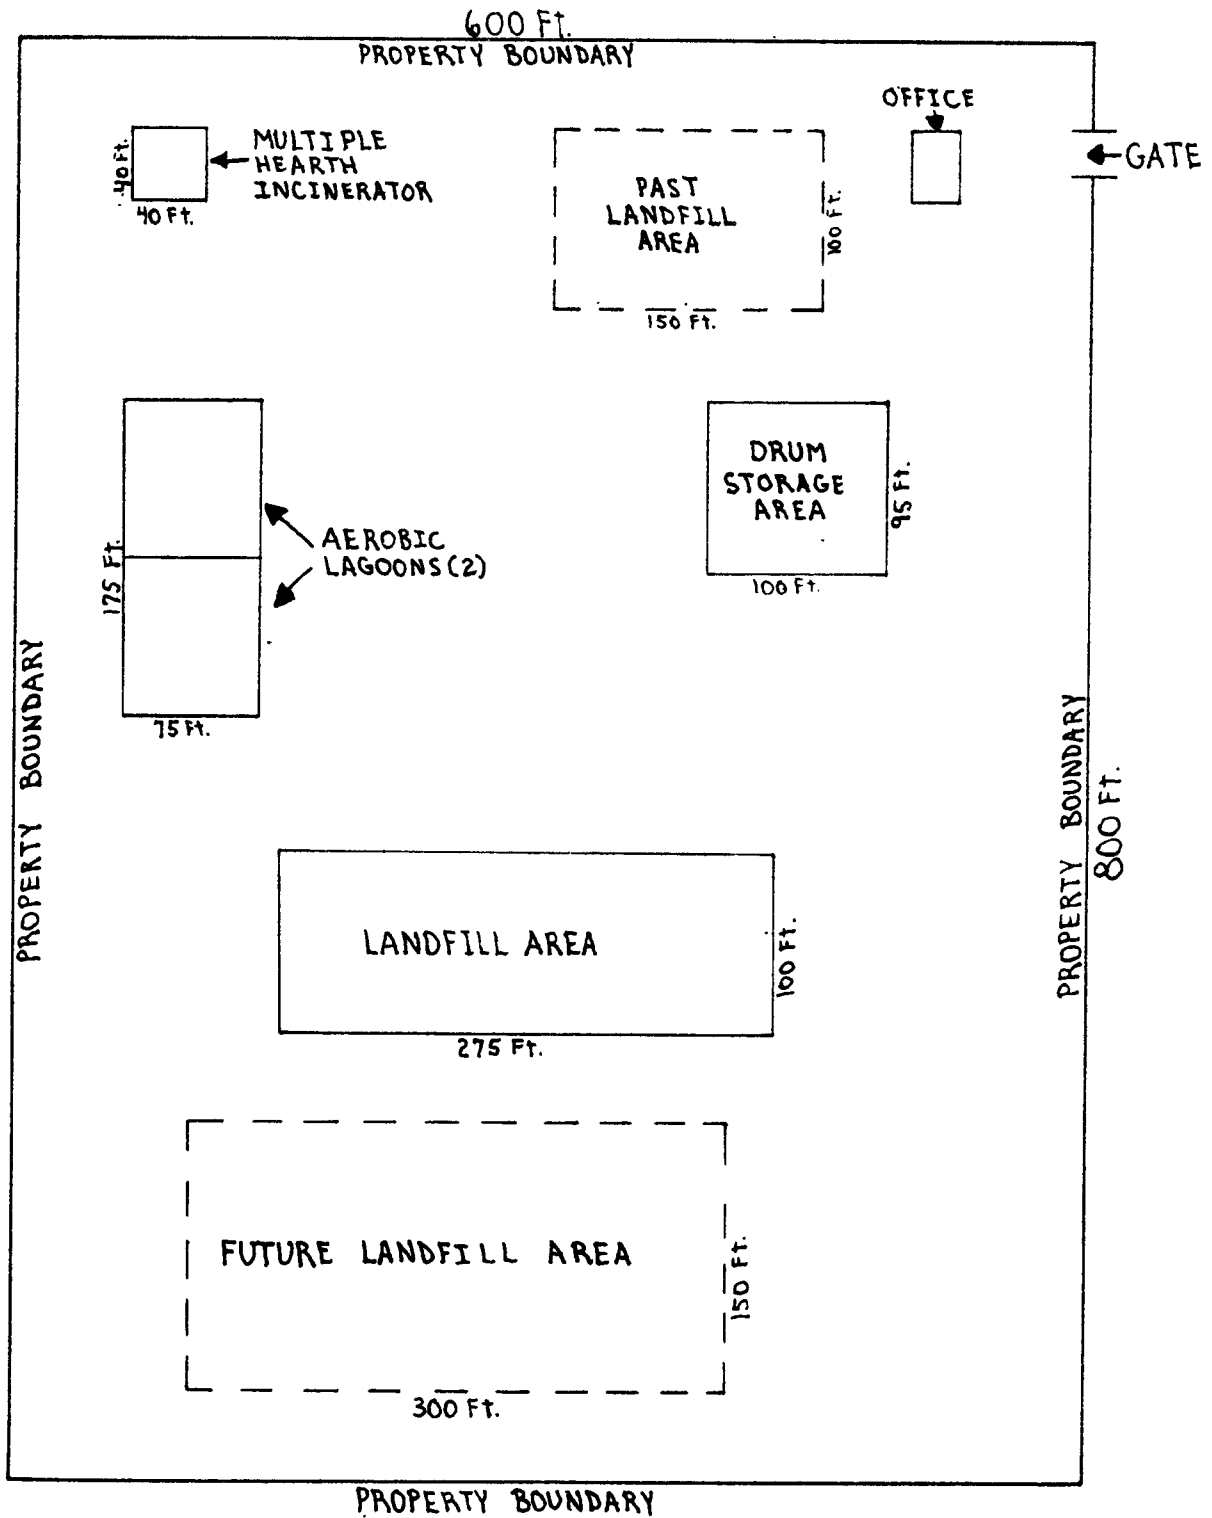 600 Ft.
PROPERTY BOUNDARY
OFFICE
GATE
40 Ft.
40 Ft.
MULTIPLE
HEARTH
INCINERATOR
PAST
LANDFILL
AREA
100 Ft.
150 Ft.
175 Ft.
75 Ft.
AEROBIC
LAGOONS(2)
DRUM
STORAGE
AREA
95 Ft.
100 Ft.
PROPERTY BOUNDARY
PROPERTY BOUNDARY
800 Ft.
LANDFILL AREA
100 Ft.
275 Ft.
FUTURE LANDFILL AREA
150 Ft.
300 Ft.
PROPERTY BOUNDARY